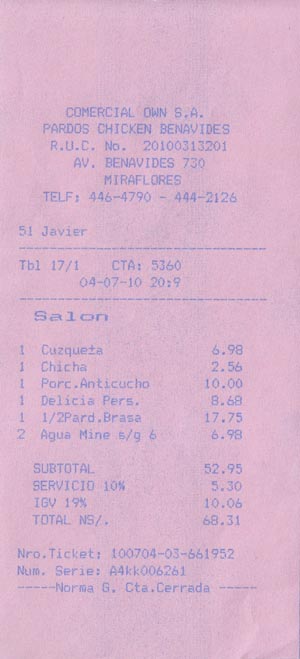 COMERCIAL OWN S.A.
PARDOS CHICKEN BENAVIDES
R.U.C. No. 20100313201
AV. BENAVIDES 730
MIRAFLORES
TELF: 446-4790 - 444-2126
51 Javier
Tbl 17/1 CTA: 5360
04-07-10 20:9
Salon
1 Cuzqueta 6.98
1 Chicha 2.56
1 Porc.Anticucho 10.00
1 Delicia Pers. 8.68
1 1/2Pard.Brasa 17.75
2 Agua Mine s/g 6 6.98
SUBTOTAL 52.95
SERVICIO 10% 5.30
IGV 19% 10.06
TOTAL NS/. 68.31
Nro.Ticket: 100704-03-661952
Num. Serie: A4kk006261
-----Norma G. Cta.Cerrada -----